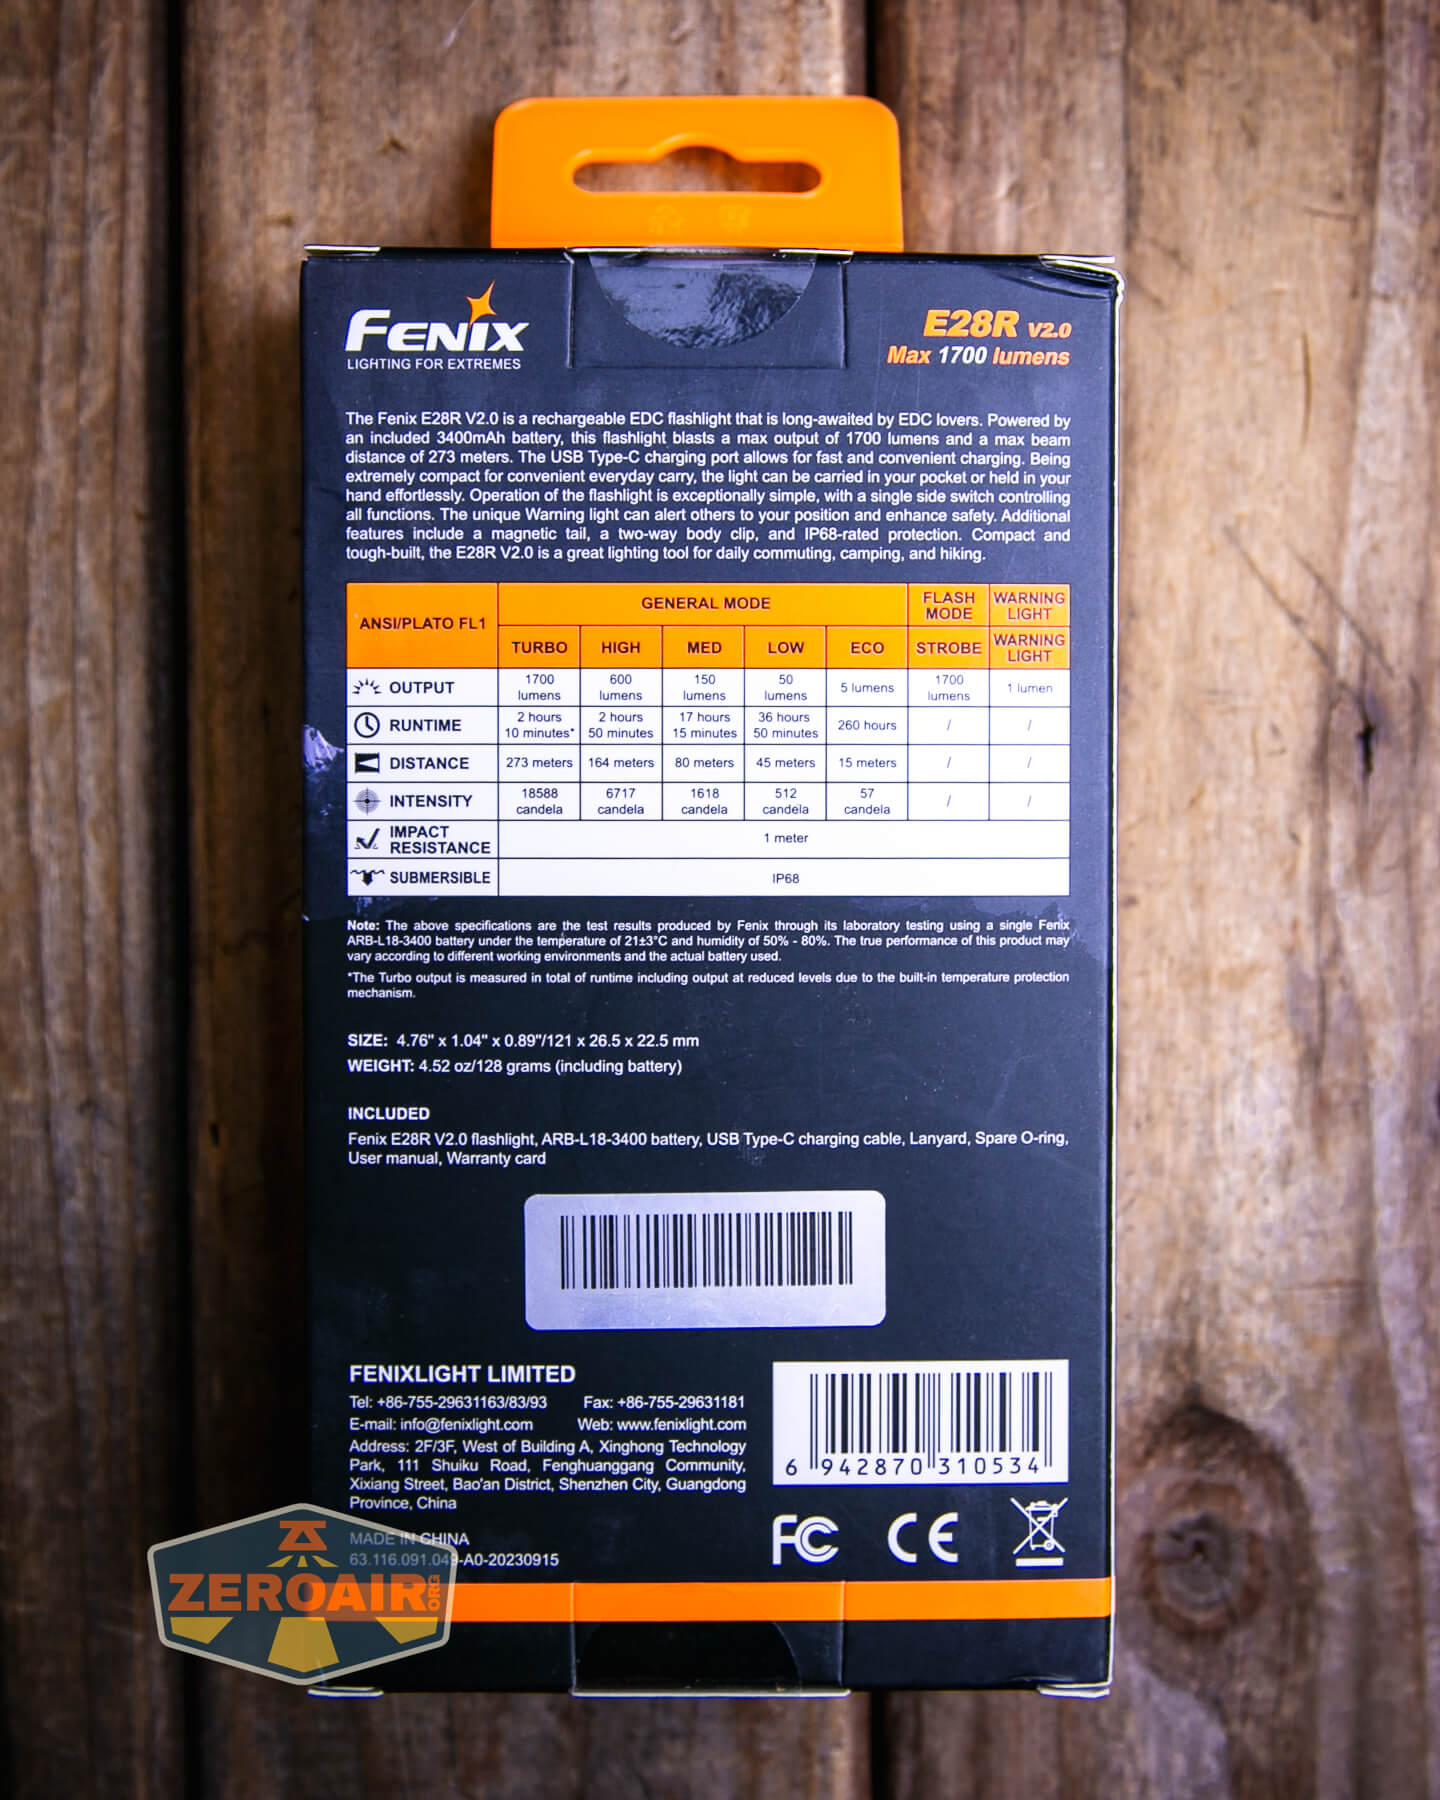 FENIX
LIGHTING FOR EXTREMES
E28R V2.0
Max 1700 lumens
The Fenix E28R V2.0 is a rechargeable EDC flashlight that is long-awaited by EDC lovers. Powered by
an included 3400mAh battery, this flashlight blasts a max output of 1700 lumens and a max beam
distance of 273 meters. The USB Type-C charging port allows for fast and convenient charging. Being
extremely compact for convenient everyday carry, the light can be carried in your pocket or held in your
hand effortlessly. Operation of the flashlight is exceptionally simple, with a single side switch controlling
all functions. The unique Warning light can alert others to your position and enhance safety. Additional
features include a magnetic tail, a two-way body clip, and IP68-rated protection. Compact and
tough-built, the E28R V2.0 is a great lighting tool for daily commuting, camping, and hiking.
ANSI/PLATO FL1 GENERAL MODE FLASH MODE WARNING LIGHT
TURBO HIGH MED LOW ECO STROBE WARNING LIGHT
OUTPUT 1700 lumens 600 lumens 150 lumens 50 lumens 5 lumens 1700 lumens 1 lumen
RUNTIME 2 hours 10 minutes* 2 hours 50 minutes 17 hours 15 minutes 36 hours 50 minutes 260 hours / /
DISTANCE 273 meters 164 meters 80 meters 45 meters 15 meters / /
INTENSITY 18588 candela 6717 candela 1618 candela 512 candela 57 candela / /
IMPACT RESISTANCE 1 meter
SUBMERSIBLE IP68
Note: The above specifications are the test results produced by Fenix through its laboratory testing using a single Fenix
ARB-L18-3400 battery under the temperature of 21±3°C and humidity of 50% - 80%. The true performance of this product may
vary according to different working environments and the actual battery used.
*The Turbo output is measured in total of runtime including output at reduced levels due to the built-in temperature protection
mechanism.
SIZE: 4.76" x 1.04" x 0.89"/121 x 26.5 x 22.5 mm
WEIGHT: 4.52 oz/128 grams (including battery)
INCLUDED
Fenix E28R V2.0 flashlight, ARB-L18-3400 battery, USB Type-C charging cable, Lanyard, Spare O-ring,
User manual, Warranty card
FENIXLIGHT LIMITED
Tel: +86-755-29631163/83/93 Fax: +86-755-29631181
E-mail: info@fenixlight.com Web: www.fenixlight.com
Address: 2F/3F, West of Building A, Xinghong Technology
Park, 111 Shuiku Road, Fenghuanggang Community,
Xixiang Street, Bao'an District, Shenzhen City, Guangdong
Province, China
MADE IN CHINA
63.116.091.049-A0-20230915
6 942870 310534
FC CE
ZEROAIR.ORG